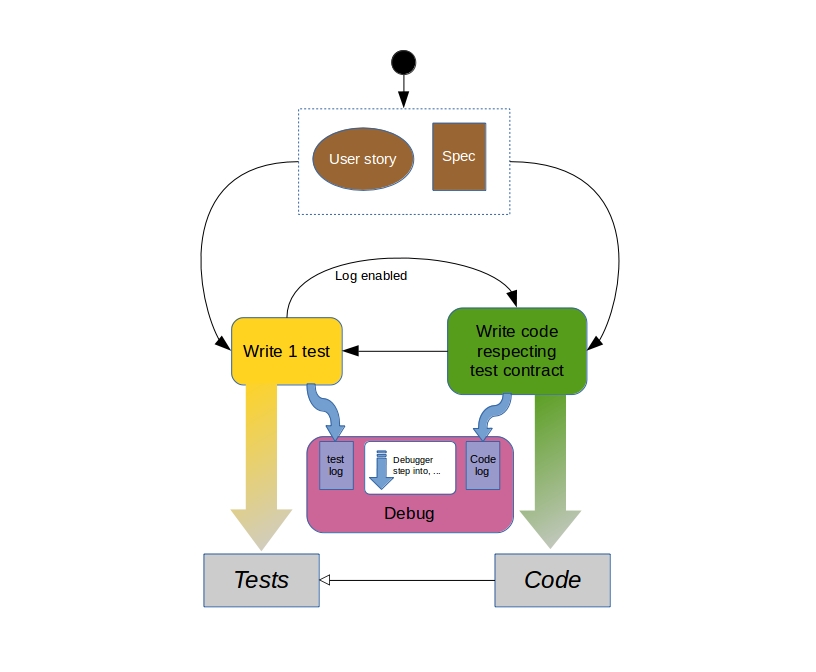 User story
Spec
Log enabled
Write 1 test
Write code
respecting
test contract
test
log
Debugger
step into, ...
Code
log
Debug
Tests
Code